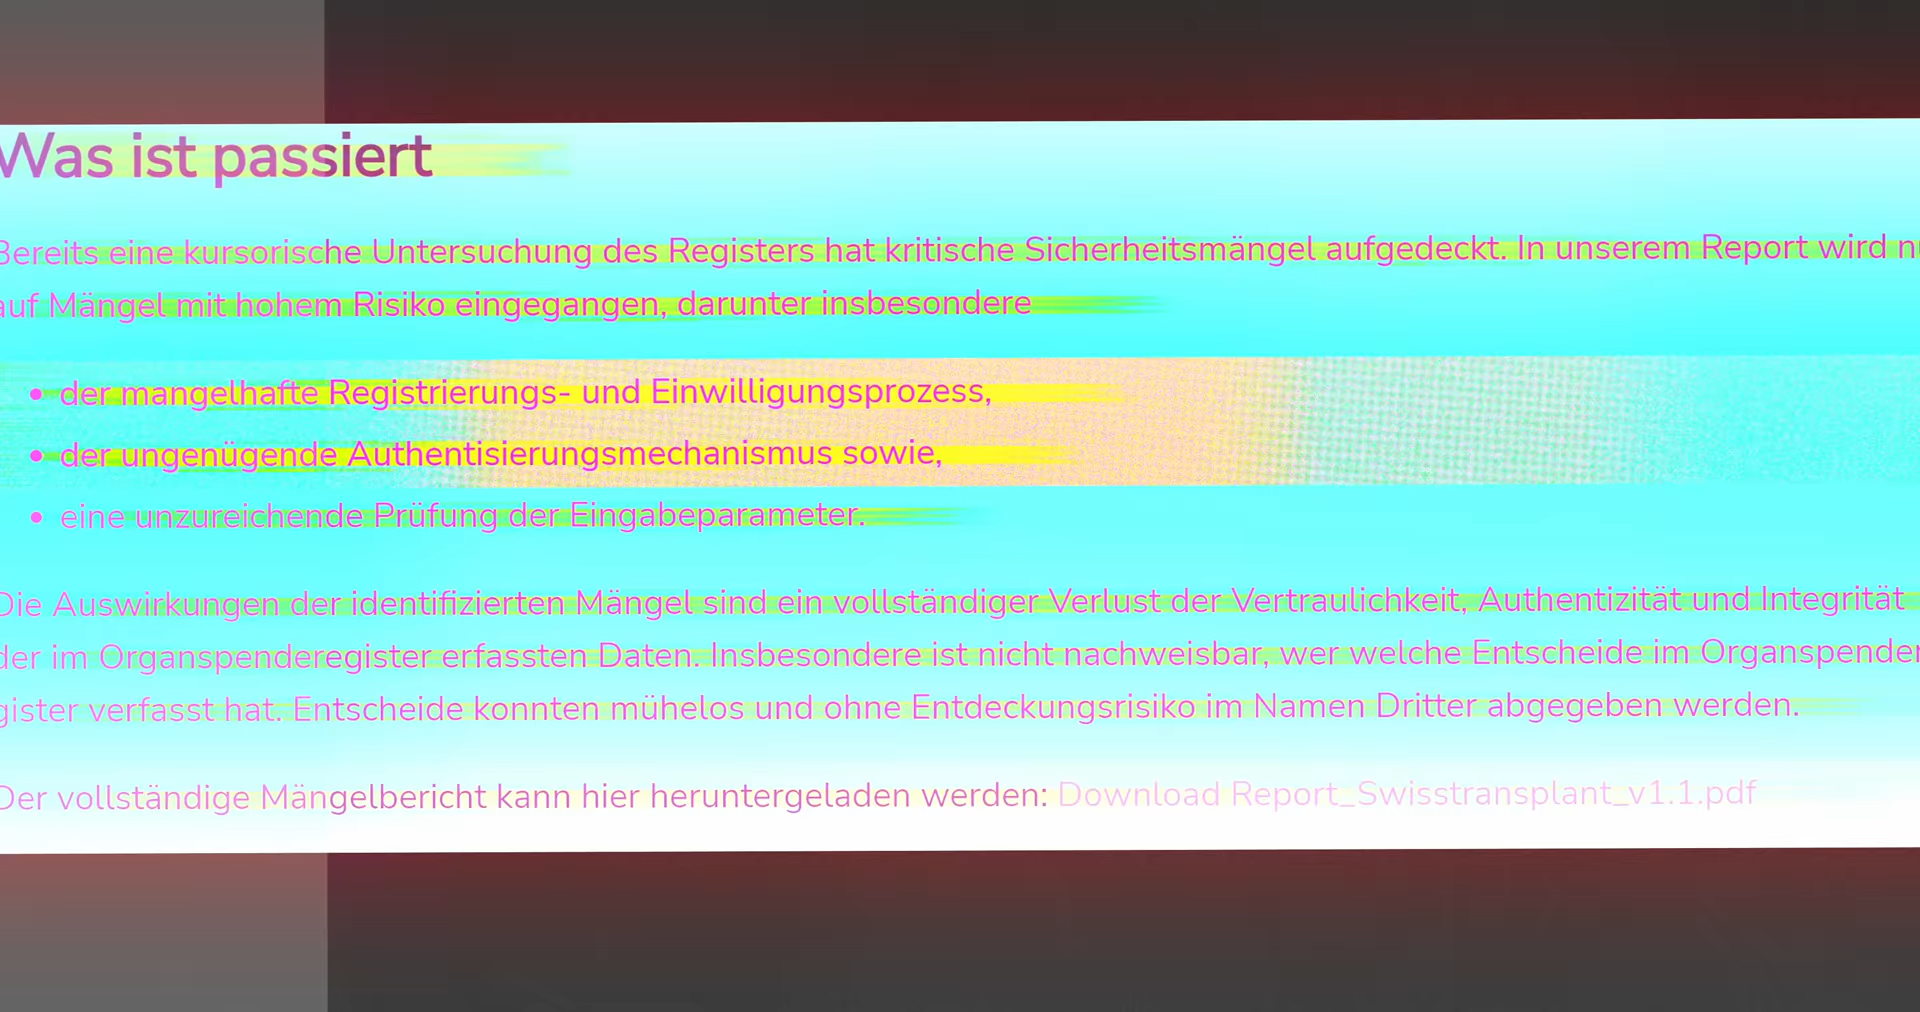 Was ist passiert
Bereits eine kursorische Untersuchung des Registers hat kritische Sicherheitsmängel aufgedeckt. In unserem Report wird n
auf Mängel mit hohem Risiko eingegangen, darunter insbesondere
• der mangelhafte Registrierungs- und Einwilligungsprozess,
• der ungenügende Authentisierungsmechanismus sowie,
• eine unzureichende Prüfung der Eingabeparameter.
Die Auswirkungen der identifizierten Mängel sind ein vollständiger Verlust der Vertraulichkeit, Authentizität und Integrität
der im Organspenderegister erfassten Daten. Insbesondere ist nicht nachweisbar, wer welche Entscheide im Organspender
gister verfasst hat. Entscheide konnten mühelos und ohne Entdeckungsrisiko im Namen Dritter abgegeben werden.
Der vollständige Mängelbericht kann hier heruntergeladen werden: Download Report_Swisstransplant_v1.1.pdf